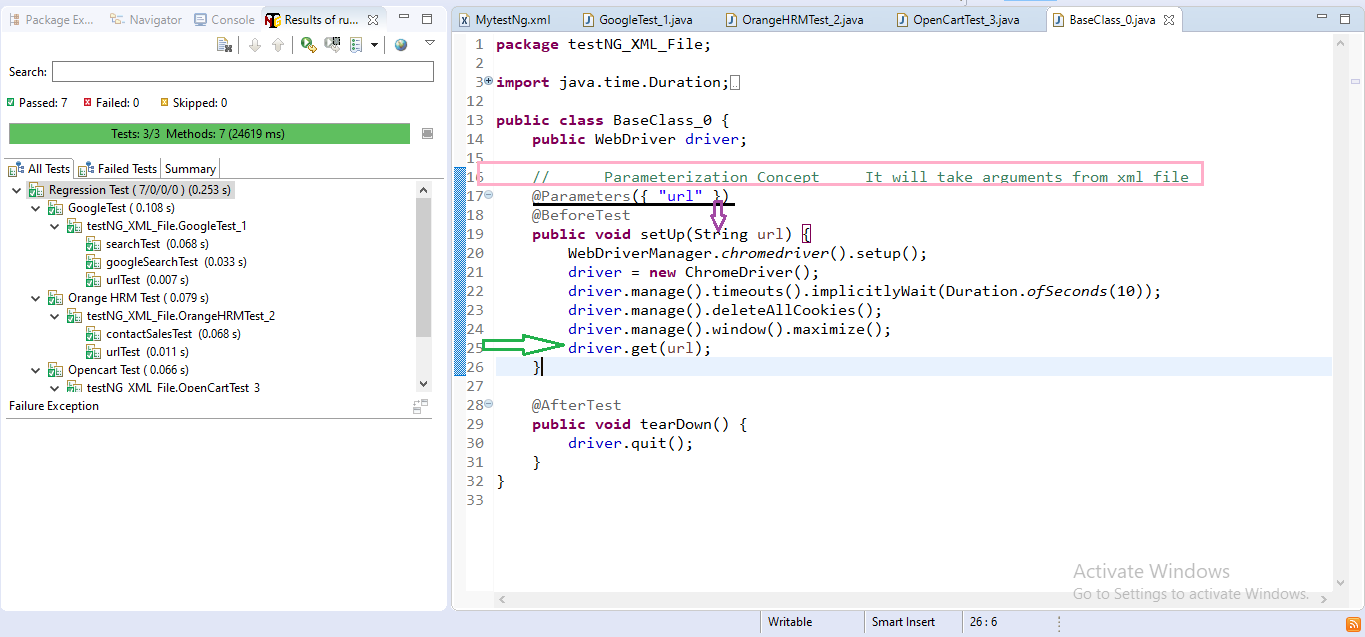 Package Ex...
Navigator
Console
Results of ru...
Search:
Passed: 7
Failed: 0
Skipped: 0
Tests: 3/3 Methods: 7 (24619 ms)
All Tests
Failed Tests
Summary
Regression Test ( 7/0/0/0 ) (0.253 s)
GoogleTest ( 0.108 s)
testNG_XML_File.GoogleTest_1
searchTest (0.068 s)
googleSearchTest (0.033 s)
urlTest (0.007 s)
Orange HRM Test ( 0.079 s)
testNG_XML_File.OrangeHRMTest_2
contactSalesTest (0.068 s)
urlTest (0.011 s)
Opencart Test ( 0.066 s)
testNG_XML_File.OpenCartTest_3
Failure Exception
MytestNg.xml
GoogleTest_1.java
OrangeHRMTest_2.java
OpenCartTest_3.java
BaseClass_0.java
1 package testNG_XML_File;
2
3 import java.time.Duration;
12
13 public class BaseClass_0 {
14 public WebDriver driver;
15
16 // Parameterization Concept It will take arguments from xml file
17 @Parameters({ "url" })
18 @BeforeTest
19 public void setUp(String url) {
20 WebDriverManager.chromedriver().setup();
21 driver = new ChromeDriver();
22 driver.manage().timeouts().implicitlyWait(Duration.ofSeconds(10));
23 driver.manage().deleteAllCookies();
24 driver.manage().window().maximize();
25 driver.get(url);
26 }
27
28 @AfterTest
29 public void tearDown() {
30 driver.quit();
31 }
32 }
33
Activate Windows
Go to Settings to activate Windows.
Writable
Smart Insert
26 : 6